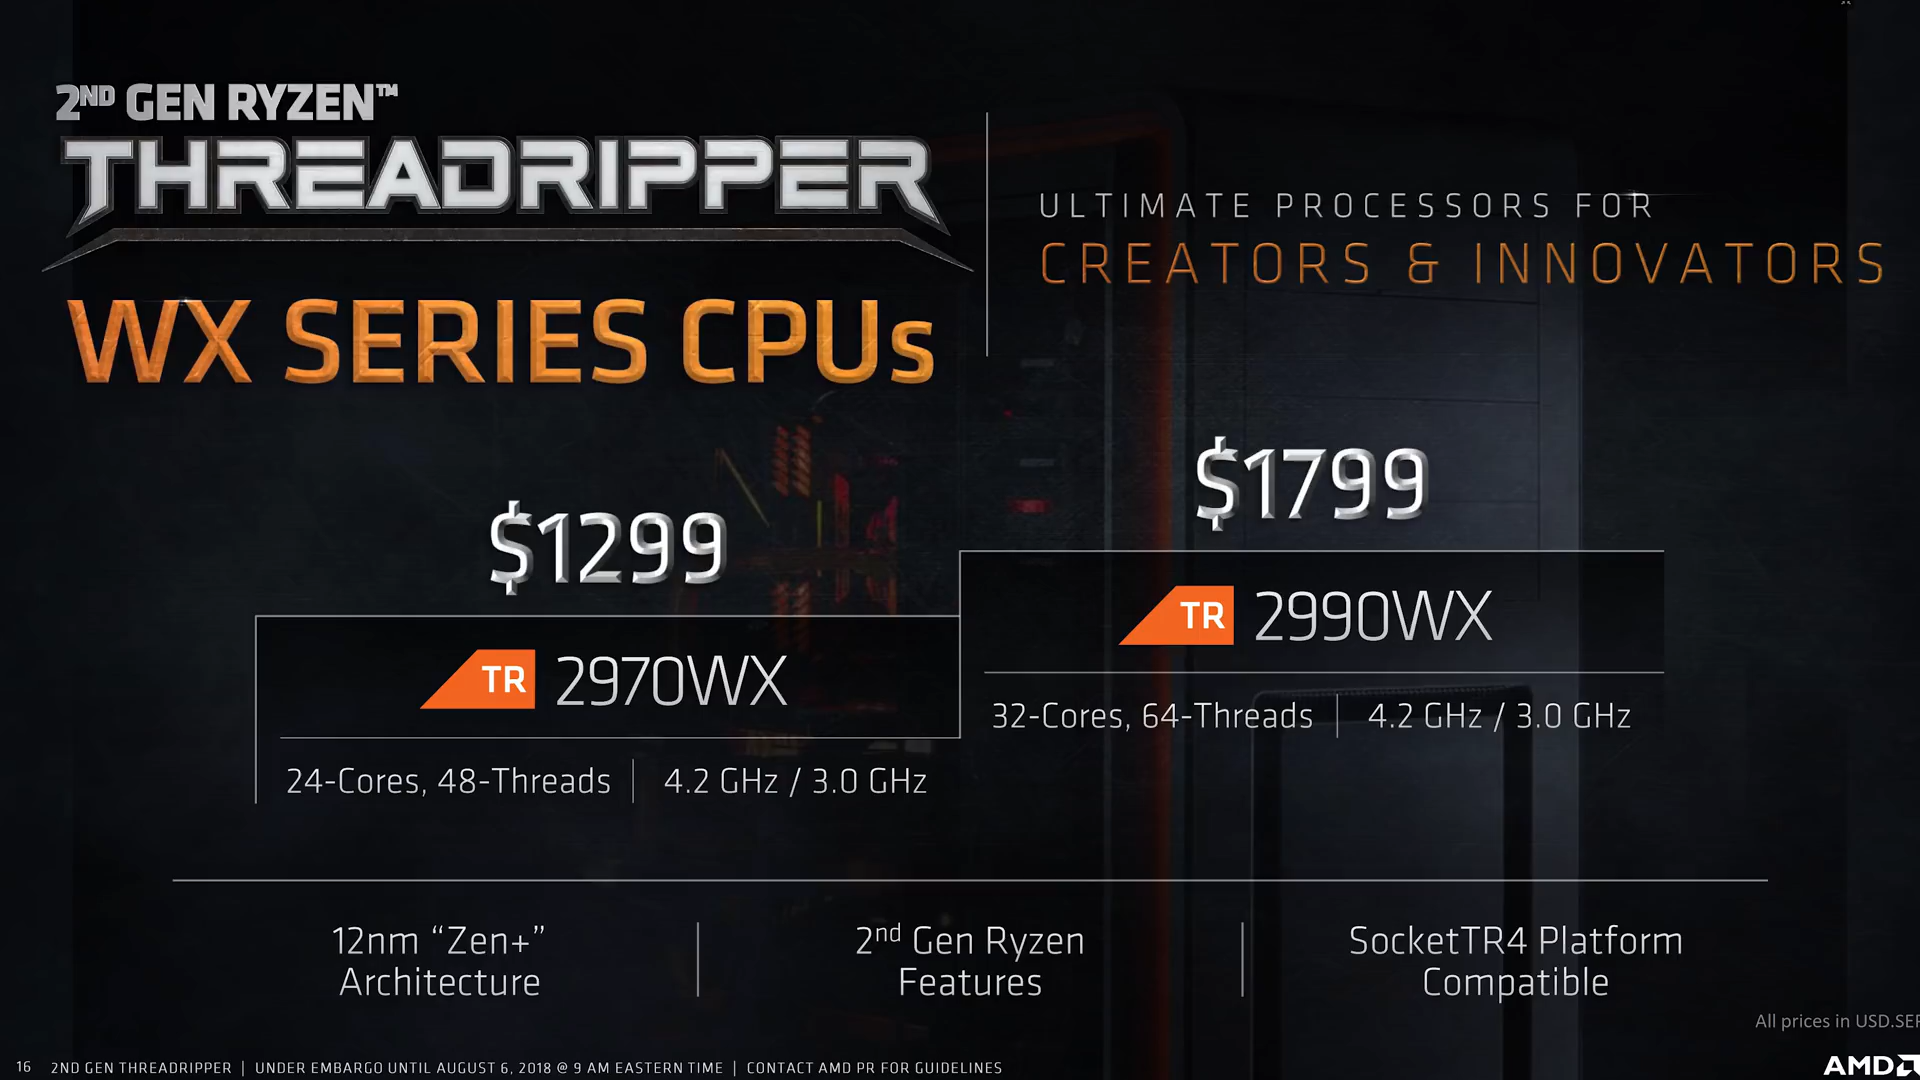 2ND GEN RYZEN™
THREADRIPPER
WX SERIES CPUs
ULTIMATE PROCESSORS FOR
CREATORS & INNOVATORS
$1299
TR 2970WX
24-Cores, 48-Threads | 4.2 GHz / 3.0 GHz
$1799
TR 2990WX
32-Cores, 64-Threads | 4.2 GHz / 3.0 GHz
12nm “Zen+”
Architecture
2nd Gen Ryzen
Features
SocketTR4 Platform
Compatible
All prices in USD.SEP
16 2ND GEN THREADRIPPER | UNDER EMBARGO UNTIL AUGUST 6, 2018 @ 9 AM EASTERN TIME | CONTACT AMD PR FOR GUIDELINES
AMD